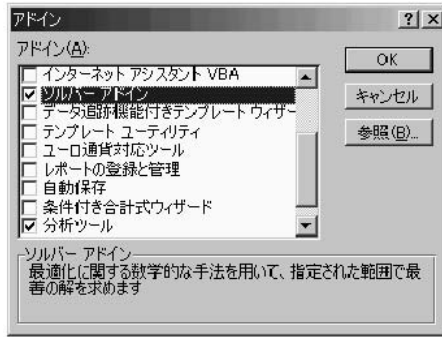 アドイン
アドイン(A):
インターネット アシスタント VBA
ソルバー アドイン
データ追跡機能付きテンプレート ウィザー
テンプレート ユーティリティ
ユーロ通貨対応ツール
レポートの登録と管理
自動保存
条件付き合計式ウィザード
分析ツール
OK
キャンセル
参照(B)...
ソルバー アドイン
最適化に関する数学的な手法を用いて、指定された範囲で最
善の解を求めます